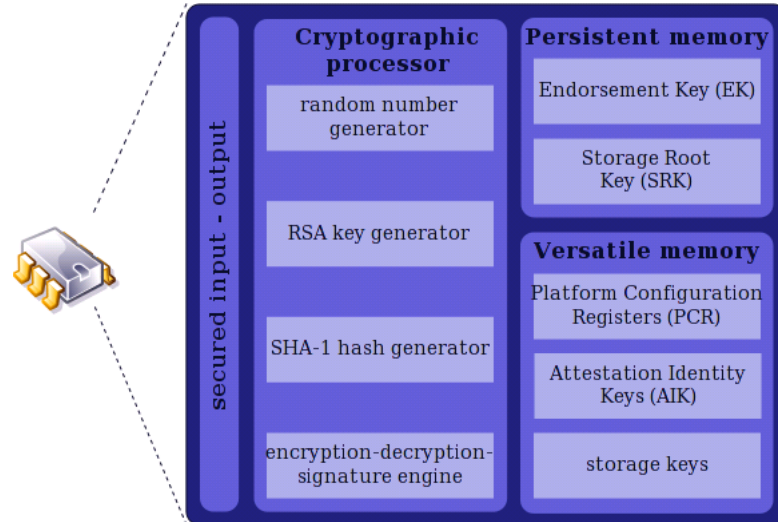 secured input - output
Cryptographic
processor
random number
generator
RSA key generator
SHA-1 hash generator
encryption-decryption-
signature engine
Persistent memory
Endorsement Key (EK)
Storage Root
Key (SRK)
Versatile memory
Platform Configuration
Registers (PCR)
Attestation Identity
Keys (AIK)
storage keys